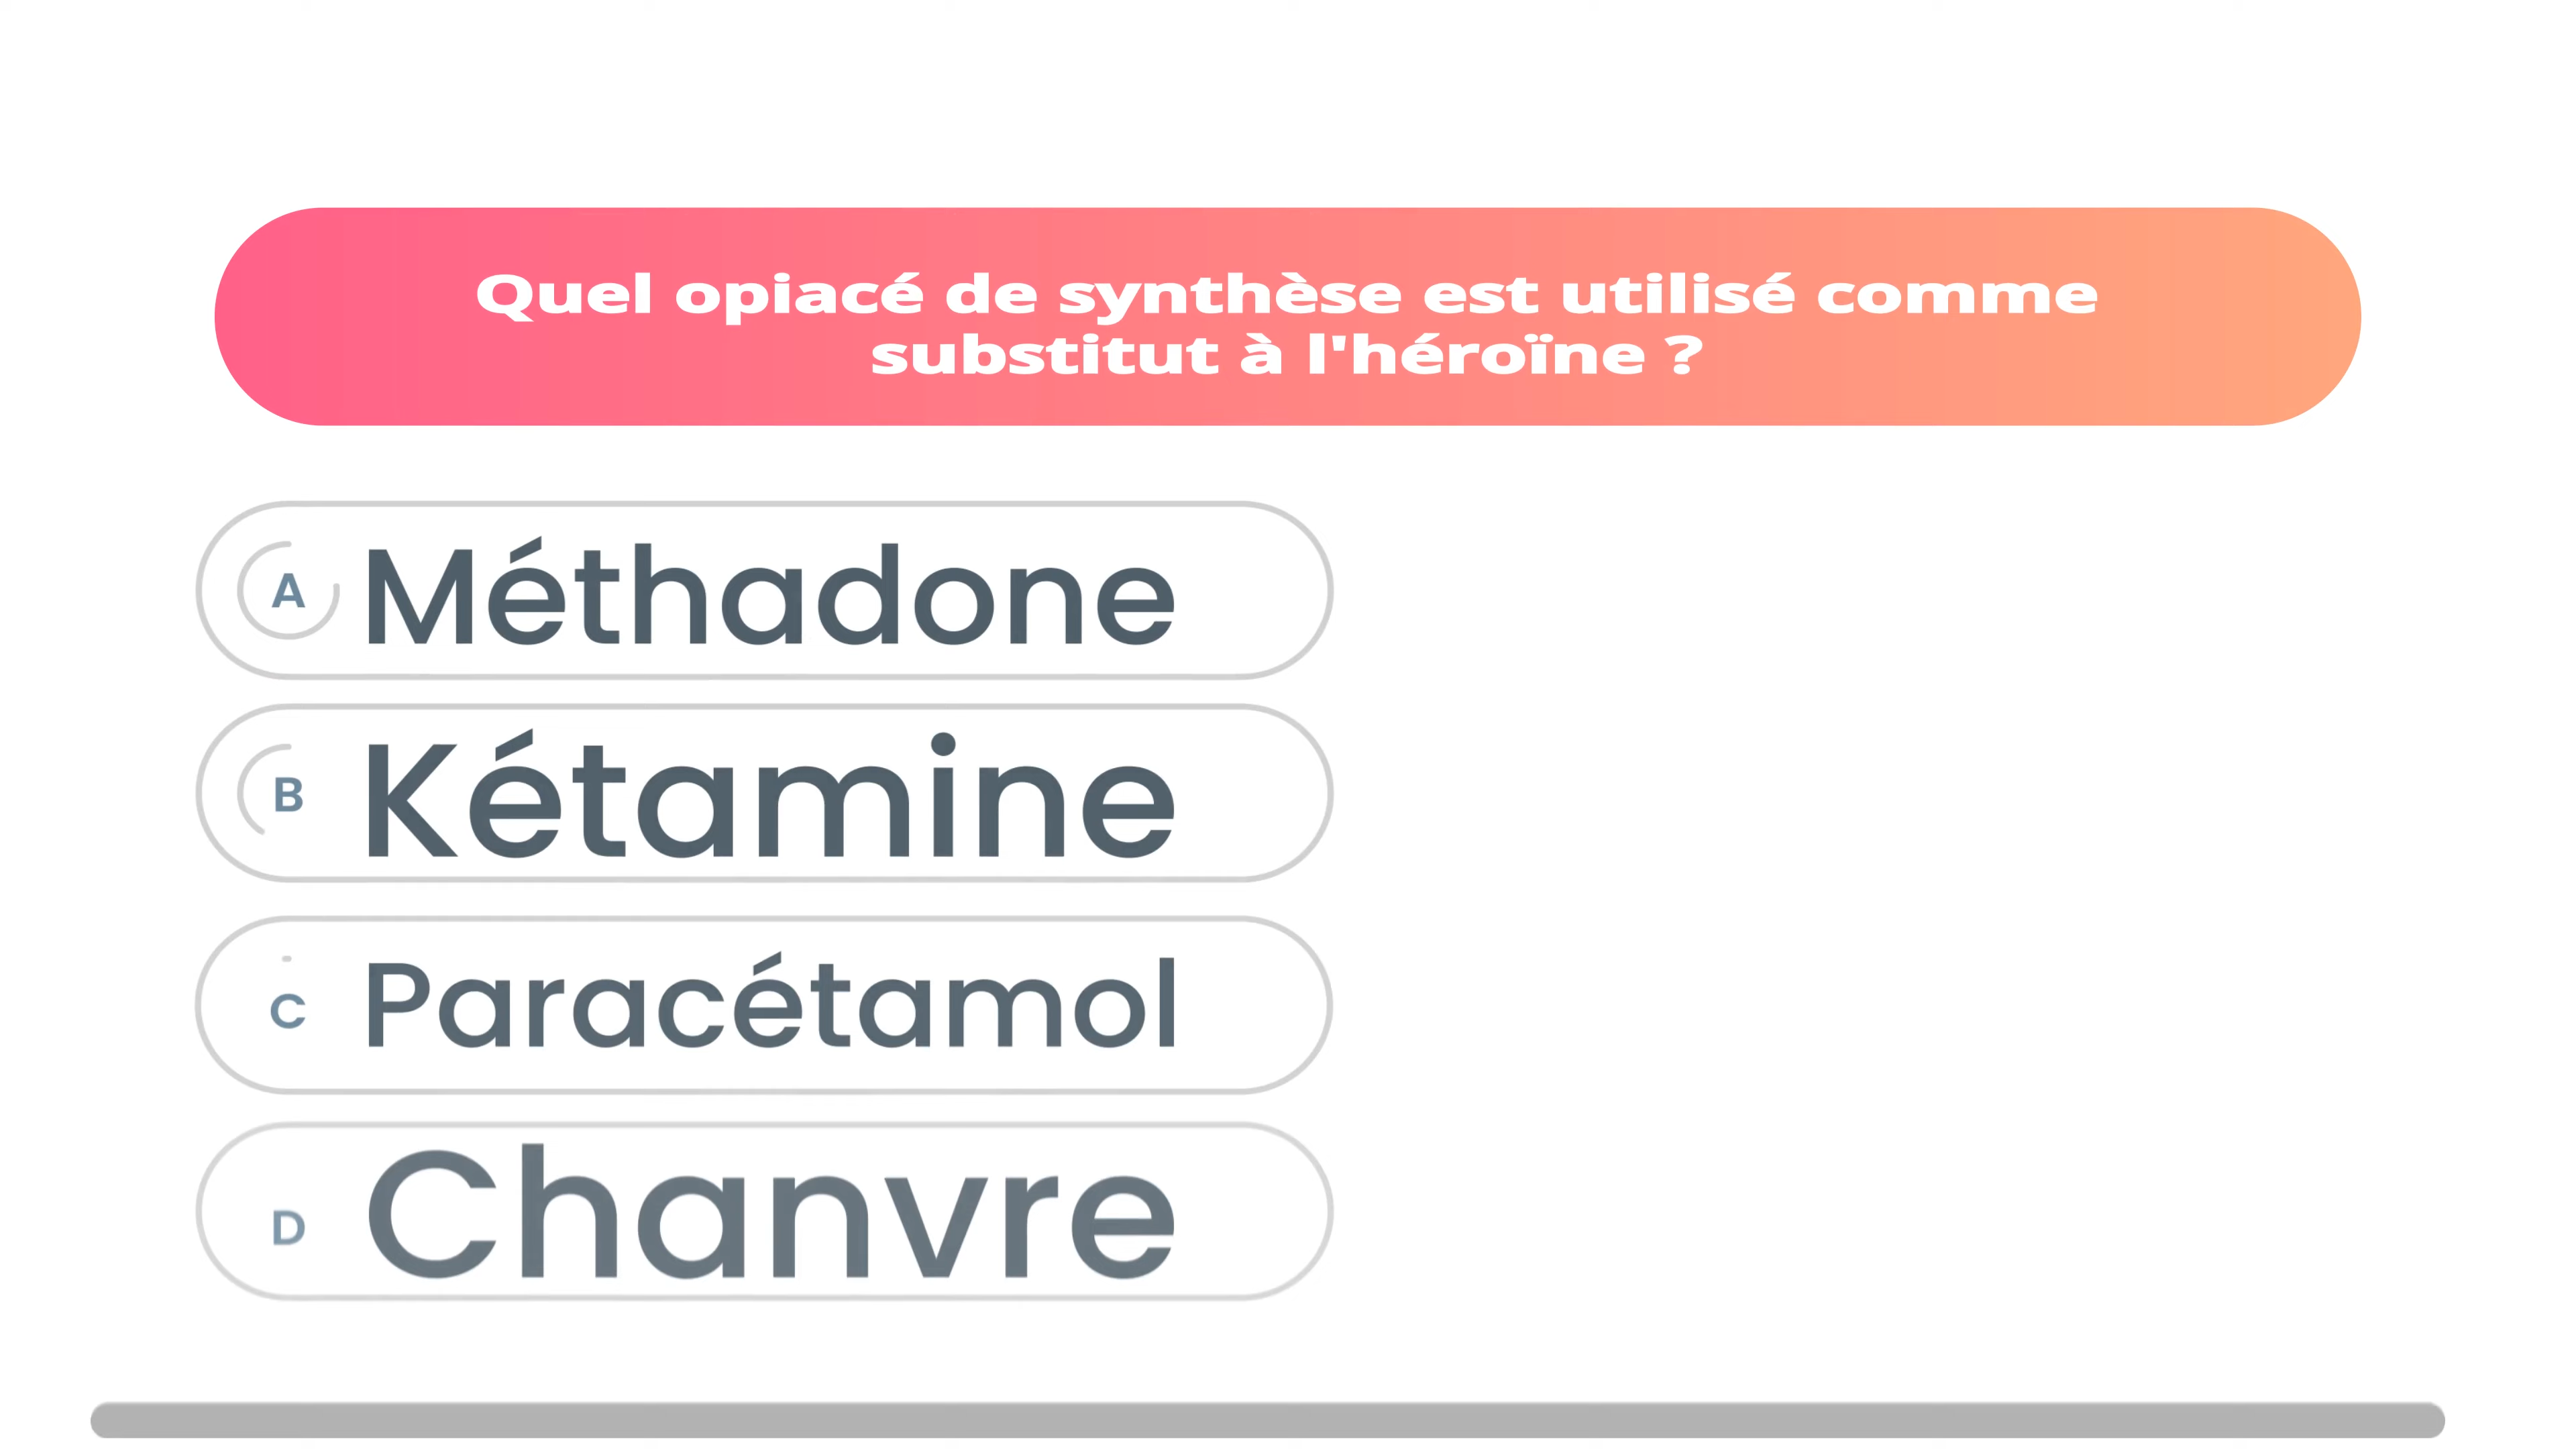 Quel opiacé de synthèse est utilisé comme
substitut à l'héroïne ?
A Méthadone
B Kétamine
C Paracétamol
D Chanvre